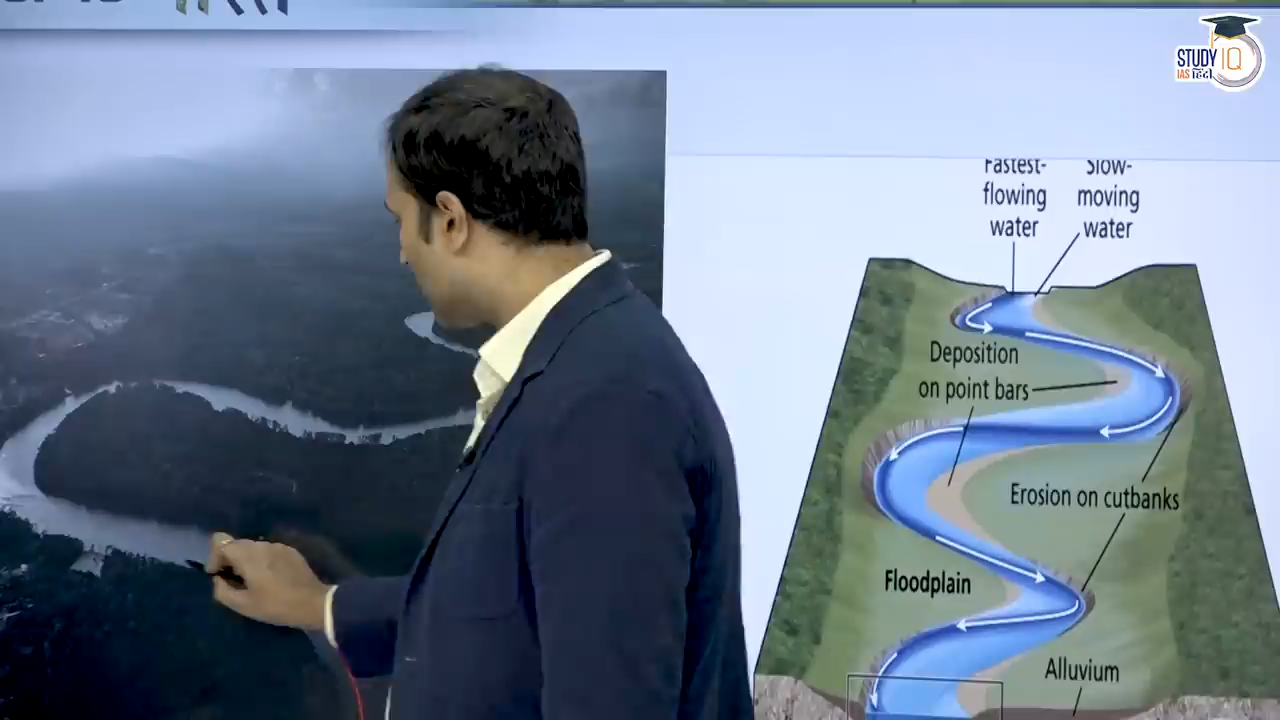 STUDY IQ
IAS हिंदी
Fastest-
flowing
water
Slow-
moving
water
Deposition
on point bars
Erosion on cutbanks
Floodplain
Alluvium